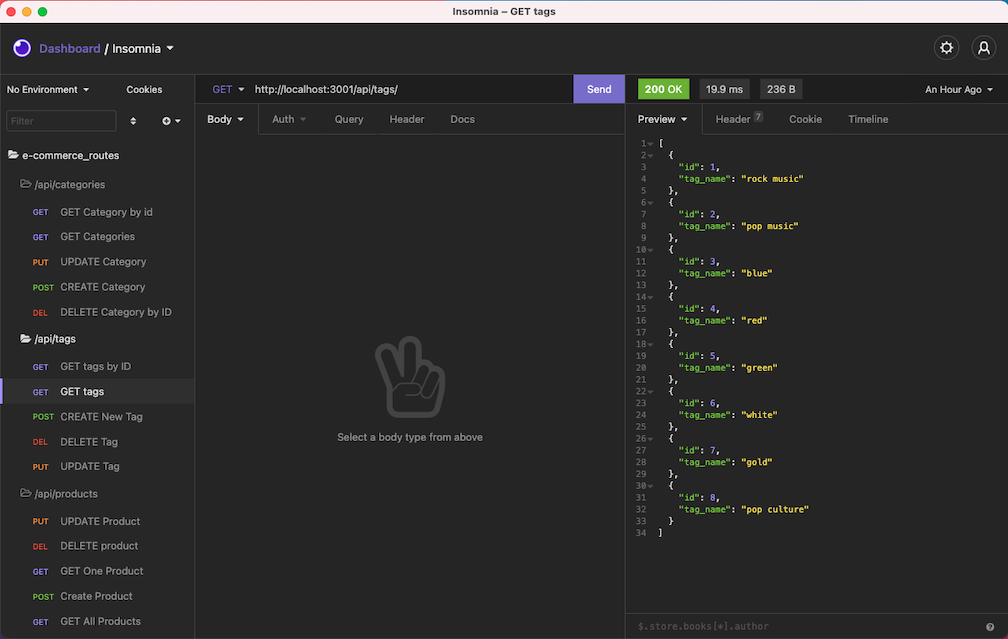 Insomnia – GET tags
Dashboard / Insomnia
No Environment Cookies
GET http://localhost:3001/api/tags/ Send
200 OK 19.9 ms 236 B An Hour Ago
Filter
Body Auth Query Header Docs
Preview Header 7 Cookie Timeline
e-commerce_routes
/api/categories
GET GET Category by id
GET GET Categories
PUT UPDATE Category
POST CREATE Category
DEL DELETE Category by ID
/api/tags
GET GET tags by ID
GET GET tags
POST CREATE New Tag
DEL DELETE Tag
PUT UPDATE Tag
/api/products
PUT UPDATE Product
DEL DELETE product
GET GET One Product
POST Create Product
GET GET All Products
Select a body type from above
1 [
2 {
3 "id": 1,
4 "tag_name": "rock music"
5 },
6 {
7 "id": 2,
8 "tag_name": "pop music"
9 },
10 {
11 "id": 3,
12 "tag_name": "blue"
13 },
14 {
15 "id": 4,
16 "tag_name": "red"
17 },
18 {
19 "id": 5,
20 "tag_name": "green"
21 },
22 {
23 "id": 6,
24 "tag_name": "white"
25 },
26 {
27 "id": 7,
28 "tag_name": "gold"
29 },
30 {
31 "id": 8,
32 "tag_name": "pop culture"
33 }
34 ]
$.store.books[*].author